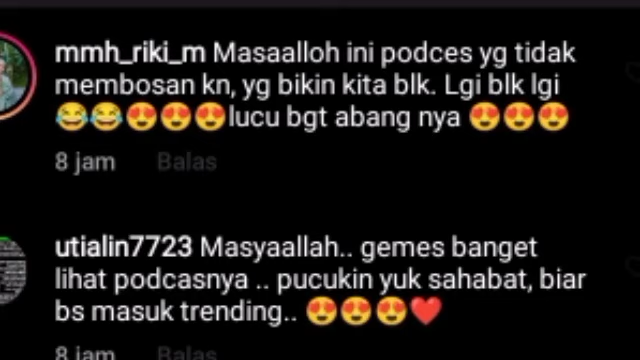 mmh_riki_m Masaalloh ini podces yg tidak
membosan kn, yg bikin kita blk. Lgi blk lgi
😂😂😍😍😍lucu bgt abang nya 😍😍😍
8 jam Balas
utialin7723 Masyaallah.. gemes banget
lihat podcasnya .. pucukin yuk sahabat, biar
bs masuk trending.. 😍😍😍❤️
8 jam Balas